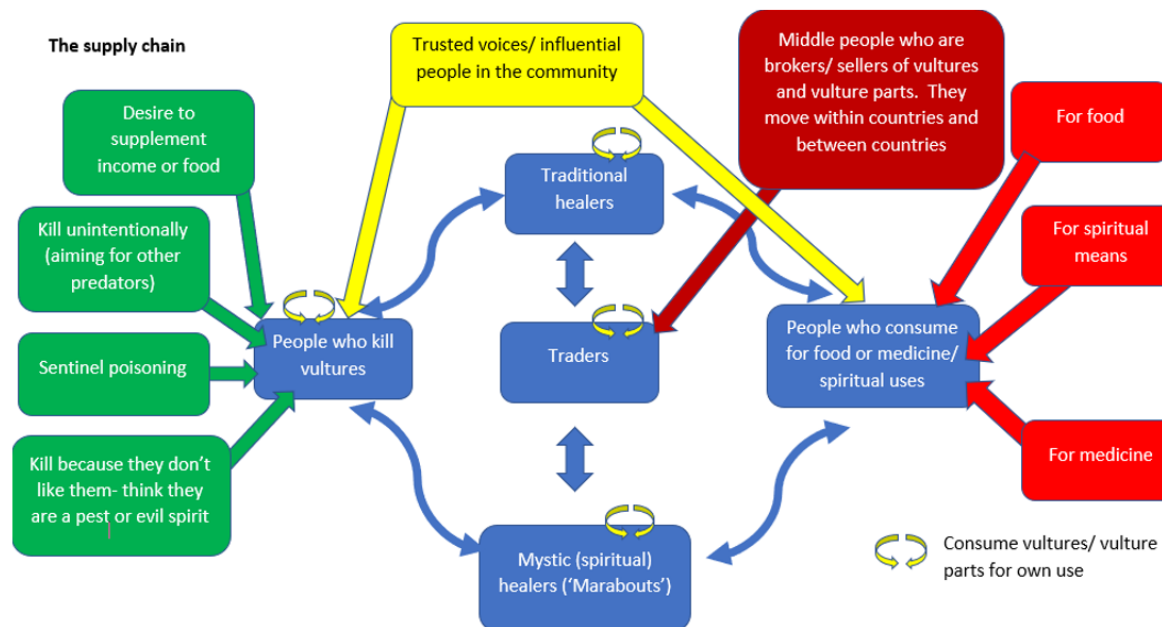 The supply chain
Trusted voices/ influential
people in the community
Middle people who are
brokers/ sellers of vultures
and vulture parts.  They
move within countries and
between countries
Desire to
supplement
income or food
Kill unintentionally
(aiming for other
predators)
Sentinel poisoning
Kill because they don’t
like them- think they
are a pest or evil spirit
People who kill
vultures
Traditional
healers
Traders
Mystic (spiritual)
healers (‘Marabouts’)
People who consume
for food or medicine/
spiritual uses
For food
For spiritual
means
For medicine
Consume vultures/ vulture
parts for own use